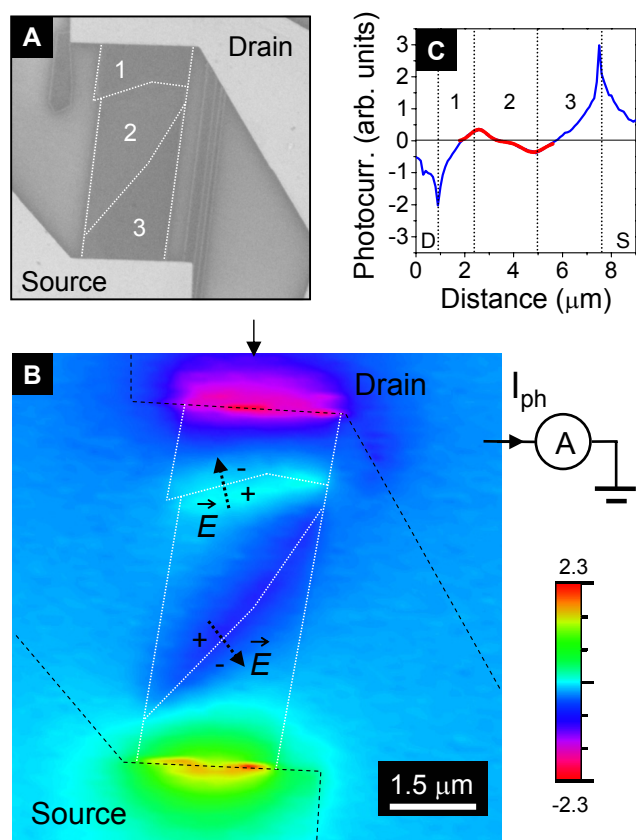 A
Drain
1
2
3
Source
C
Photocurr. (arb. units)
3
2
1
0
-1
-2
-3
1
2
3
D
S
0
2
4
6
8
Distance (μm)
B
Drain
-
+
E
+
-
E
Source
1.5 μm
I_ph
A
2.3
-2.3